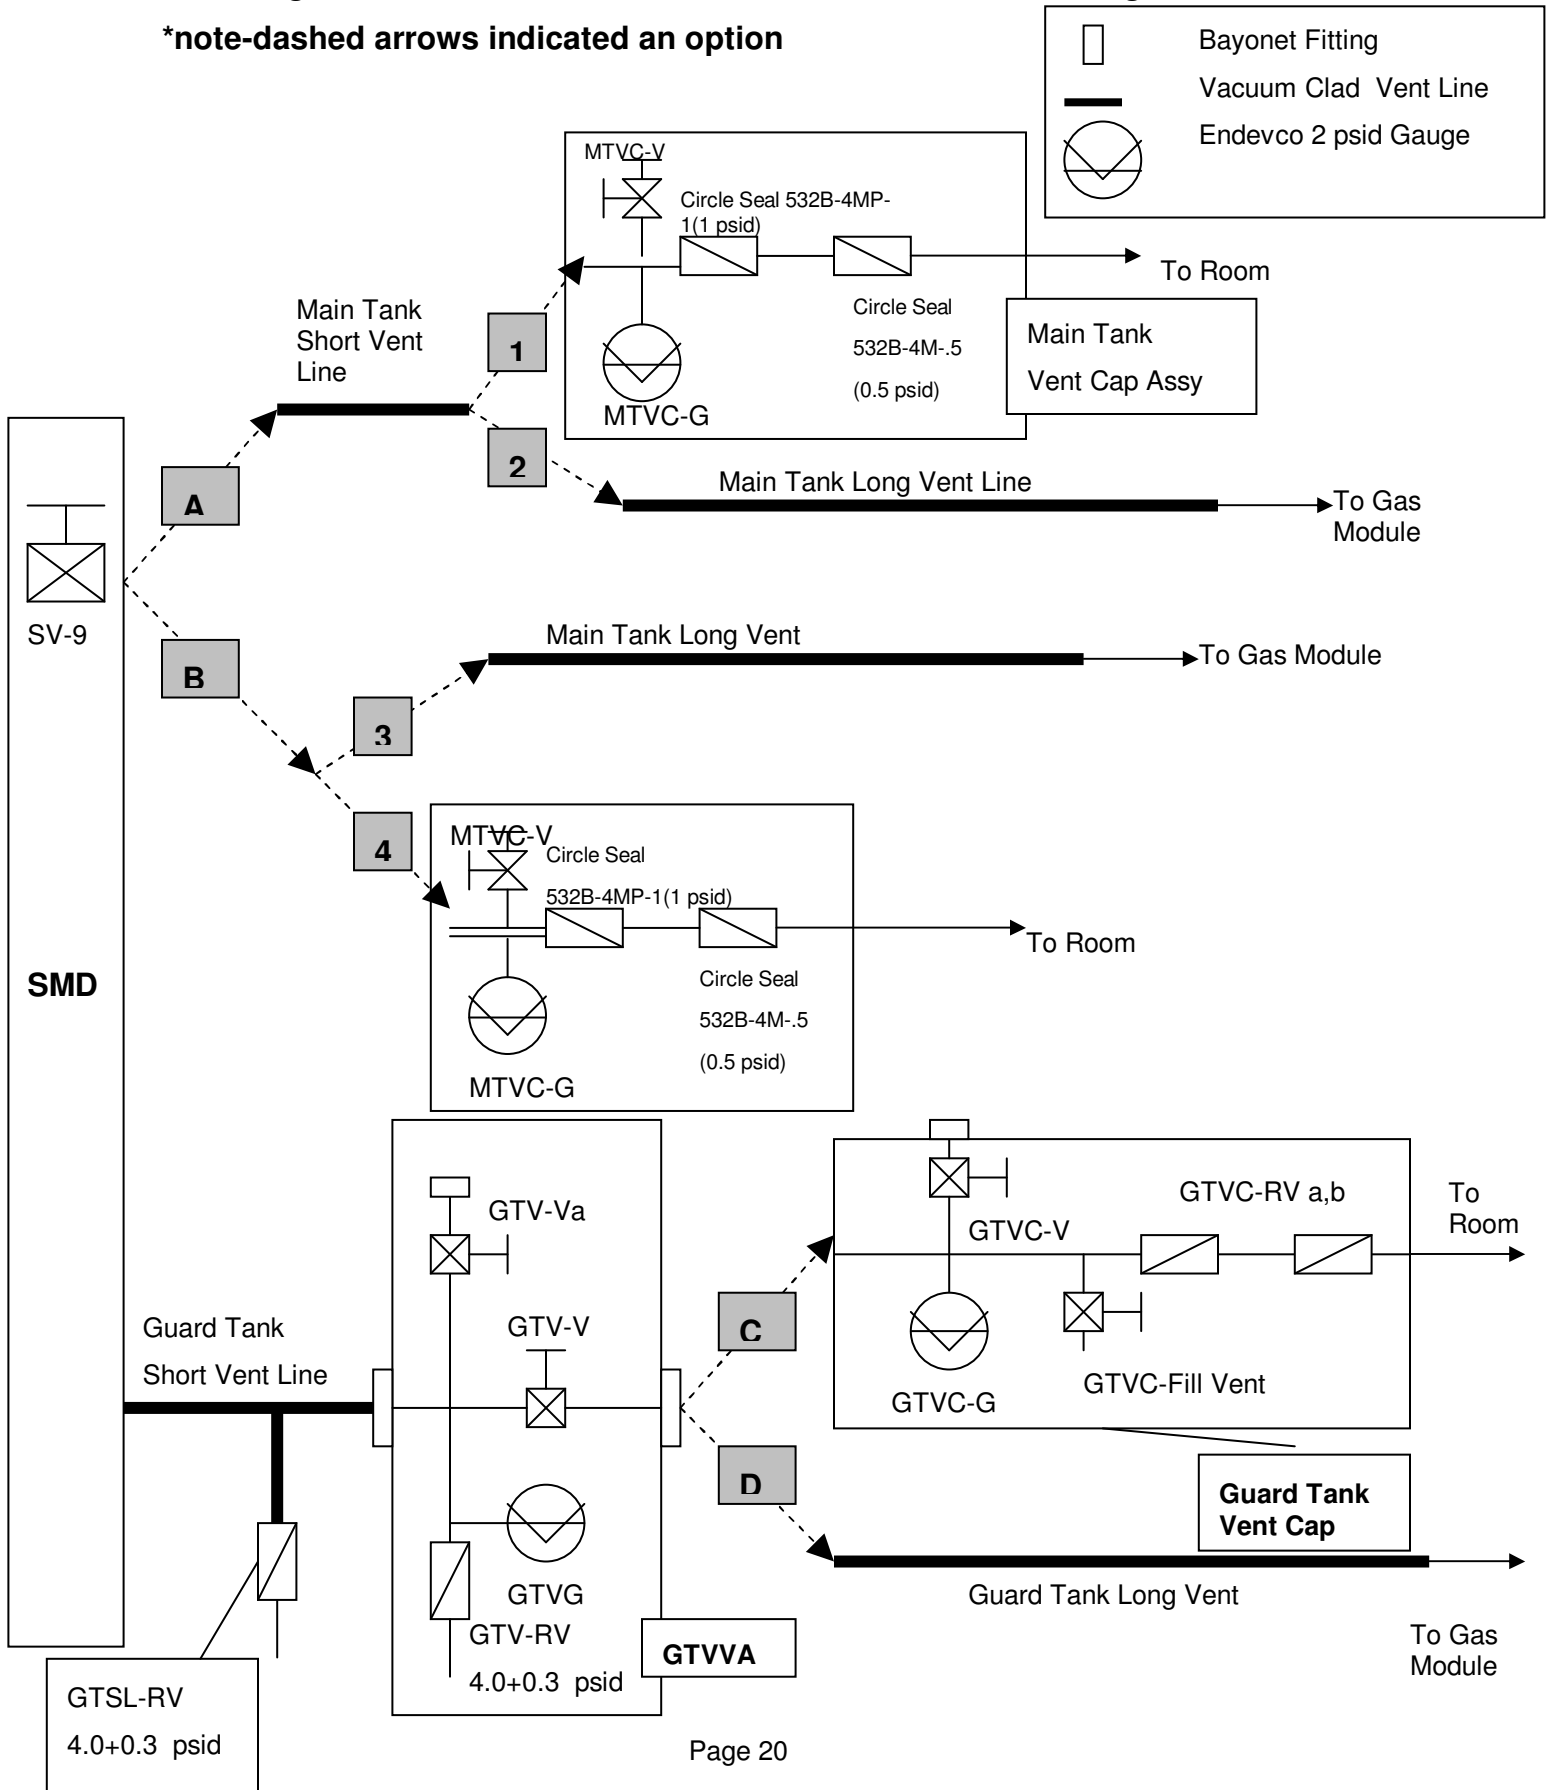 *note-dashed arrows indicated an option
Bayonet Fitting
Vacuum Clad Vent Line
Endevco 2 psid Gauge
MTVC-V
Circle Seal 532B-4MP-
1(1 psid)
To Room
Circle Seal
532B-4M-.5
(0.5 psid)
MTVC-G
Main Tank
Vent Cap Assy
Main Tank
Short Vent
Line
1
2
A
Main Tank Long Vent Line
To Gas
Module
SV-9
B
Main Tank Long Vent
To Gas Module
3
4
MTVC-V
Circle Seal
532B-4MP-1(1 psid)
To Room
Circle Seal
532B-4M-.5
(0.5 psid)
MTVC-G
SMD
GTV-Va
GTV-V
Guard Tank
Short Vent Line
GTVG
GTV-RV
4.0+0.3 psid
GTVVA
C
D
GTVC-RV a,b
To
Room
GTVC-V
GTVC-Fill Vent
GTVC-G
Guard Tank
Vent Cap
Guard Tank Long Vent
To Gas
Module
GTSL-RV
4.0+0.3 psid
Page 20